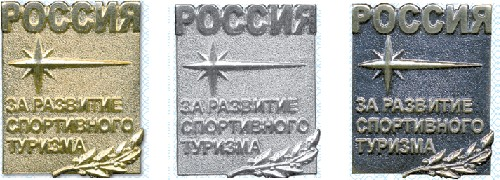 РОССИЯ
ЗА РАЗВИТИЕ
СПОРТИВНОГО
ТУРИЗМА
РОССИЯ
ЗА РАЗВИТИЕ
СПОРТИВНОГО
ТУРИЗМА
РОССИЯ
ЗА РАЗВИТИЕ
СПОРТИВНОГО
ТУРИЗМА